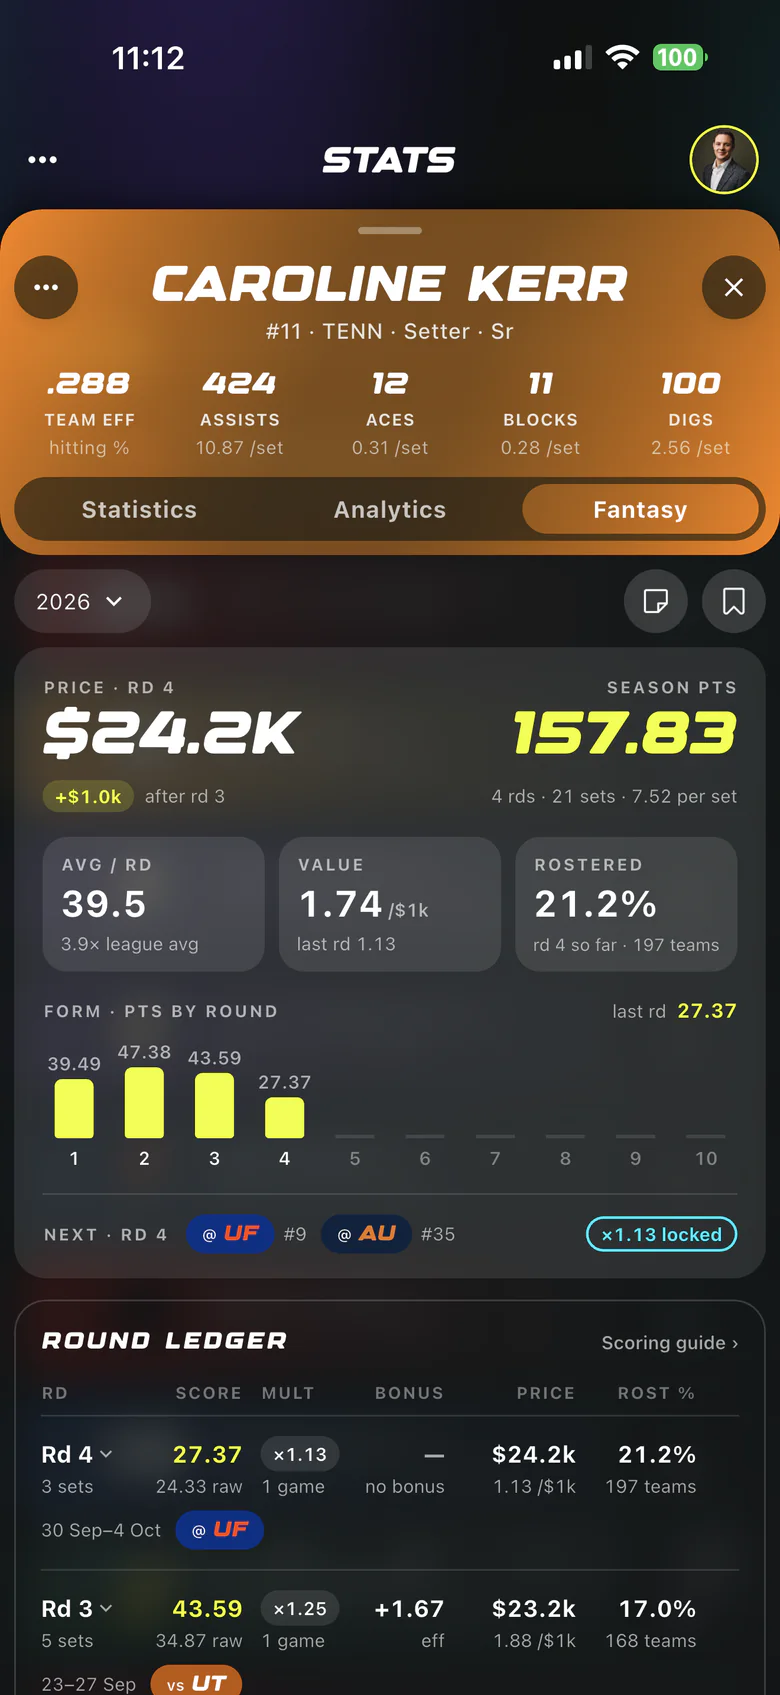 11:12
100
STATS
CAROLINE KERR
#11 · TENN · Setter · Sr
.288 424 12 11 100
TEAM EFF ASSISTS ACES BLOCKS DIGS
hitting % 10.87 /set 0.31 /set 0.28 /set 2.56 /set
Statistics Analytics Fantasy
2026
PRICE · RD 4 SEASON PTS
$24.2K 157.83
+$1.0k after rd 3 4 rds · 21 sets · 7.52 per set
AVG / RD VALUE ROSTERED
39.5 1.74 /$1k 21.2%
3.9× league avg last rd 1.13 rd 4 so far · 197 teams
FORM · PTS BY ROUND last rd 27.37
39.49 47.38 43.59 27.37
1 2 3 4 5 6 7 8 9 10
NEXT · RD 4 @ UF #9 @ AU #35 ×1.13 locked
ROUND LEDGER Scoring guide ›
RD SCORE MULT BONUS PRICE ROST %
Rd 4 27.37 ×1.13 — $24.2k 21.2%
3 sets 24.33 raw 1 game no bonus 1.13 /$1k 197 teams
30 Sep–4 Oct @ UF
Rd 3 43.59 ×1.25 +1.67 $23.2k 17.0%
5 sets 34.87 raw 1 game eff 1.88 /$1k 168 teams
23–27 Sep vs UT